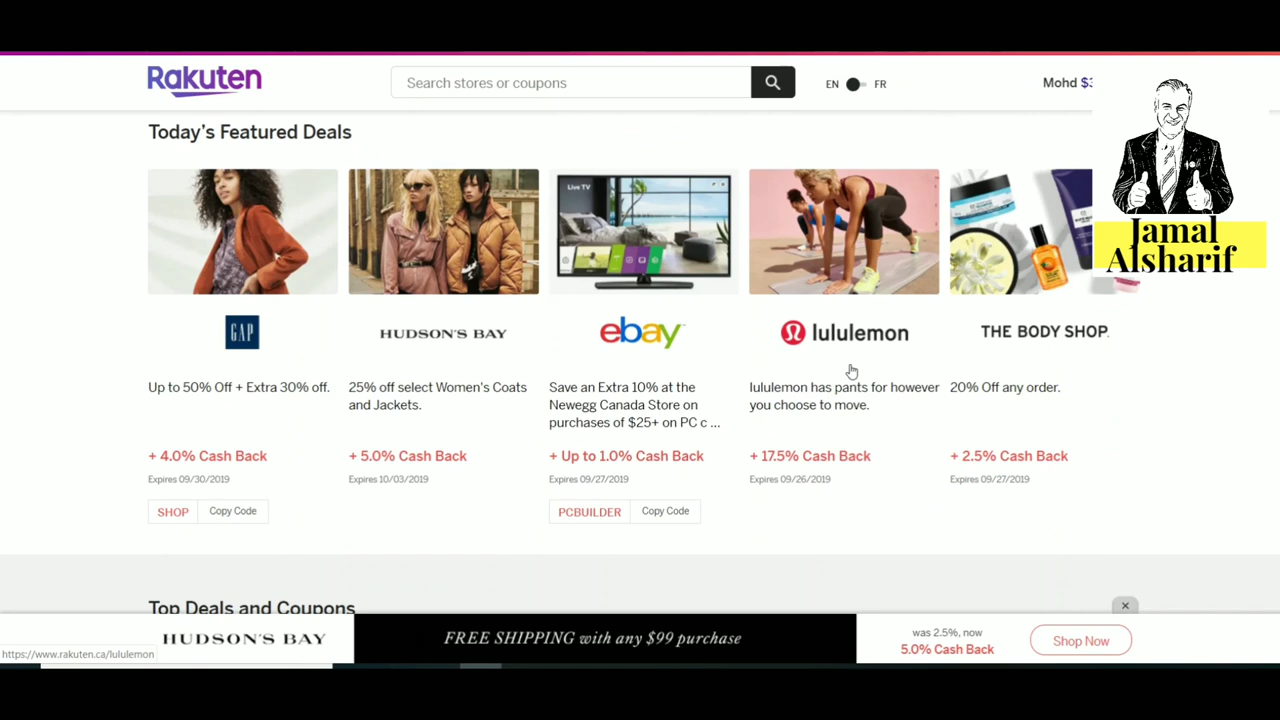 Rakuten
Search stores or coupons
EN FR
Mohd $3
Today's Featured Deals
Live TV
Jamal
Alsharif
GAP
HUDSON'S BAY
ebay
lululemon
THE BODY SHOP.
Up to 50% Off + Extra 30% off.
25% off select Women's Coats
and Jackets.
Save an Extra 10% at the
Newegg Canada Store on
purchases of $25+ on PC c ...
lululemon has pants for however
you choose to move.
20% Off any order.
+ 4.0% Cash Back
+ 5.0% Cash Back
+ Up to 1.0% Cash Back
+ 17.5% Cash Back
+ 2.5% Cash Back
Expires 09/30/2019
Expires 10/03/2019
Expires 09/27/2019
Expires 09/26/2019
Expires 09/27/2019
SHOP Copy Code
PCBUILDER Copy Code
Top Deals and Coupons
HUDSON'S BAY
FREE SHIPPING with any $99 purchase
was 2.5%, now
5.0% Cash Back
Shop Now
https://www.rakuten.ca/lululemon